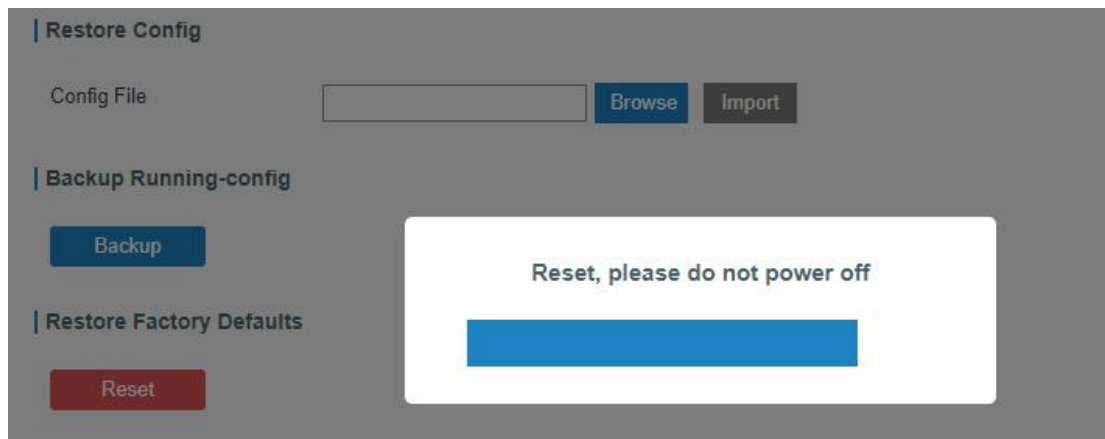 Restore Config
Config File
Browse
Import
Backup Running-config
Backup
Reset, please do not power off
Restore Factory Defaults
Reset